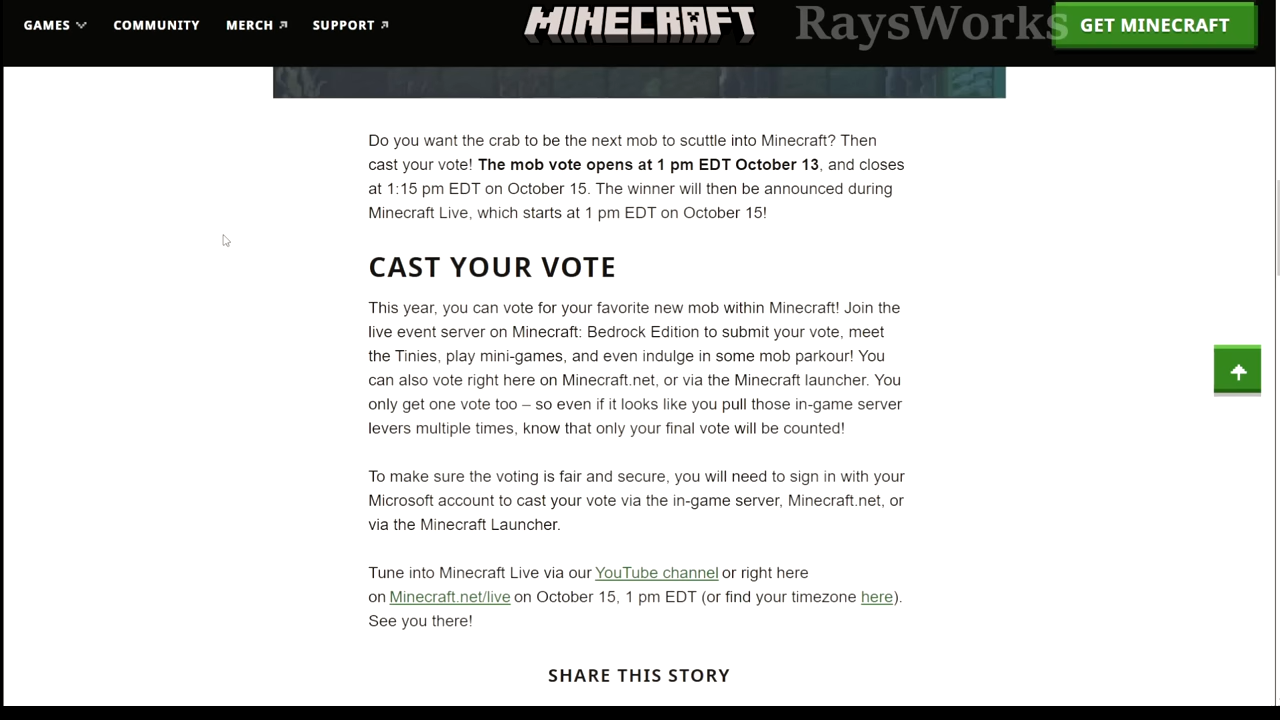 GAMES COMMUNITY MERCH SUPPORT MINECRAFT RaysWorks GET MINECRAFT
Do you want the crab to be the next mob to scuttle into Minecraft? Then
cast your vote! The mob vote opens at 1 pm EDT October 13, and closes
at 1:15 pm EDT on October 15. The winner will then be announced during
Minecraft Live, which starts at 1 pm EDT on October 15!
CAST YOUR VOTE
This year, you can vote for your favorite new mob within Minecraft! Join the
live event server on Minecraft: Bedrock Edition to submit your vote, meet
the Tinies, play mini-games, and even indulge in some mob parkour! You
can also vote right here on Minecraft.net, or via the Minecraft launcher. You
only get one vote too – so even if it looks like you pull those in-game server
levers multiple times, know that only your final vote will be counted!
To make sure the voting is fair and secure, you will need to sign in with your
Microsoft account to cast your vote via the in-game server, Minecraft.net, or
via the Minecraft Launcher.
Tune into Minecraft Live via our YouTube channel or right here
on Minecraft.net/live on October 15, 1 pm EDT (or find your timezone here).
See you there!
SHARE THIS STORY